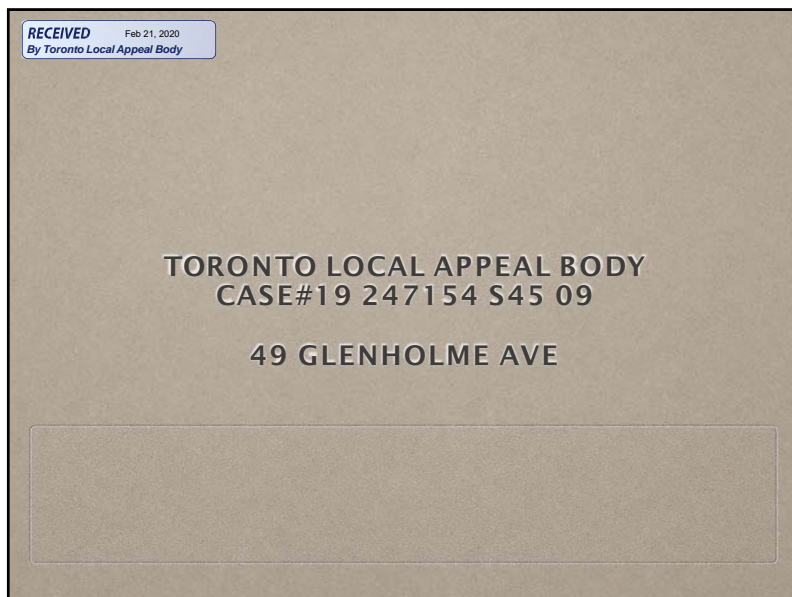 RECEIVED Feb 21, 2020
By Toronto Local Appeal Body
TORONTO LOCAL APPEAL BODY
CASE#19 247154 S45 09
49 GLENHOLME AVE